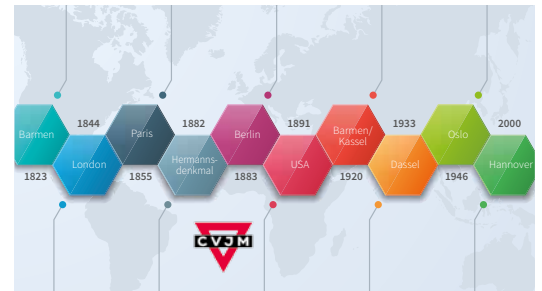 1844
1882
1891
1933
2000
Barmen
Paris
Berlin
Barmen/
Kassel
Oslo
London
Hermanns-
denkmal
USA
Dassel
Hannover
1823
1855
1883
1920
1946
CVJM